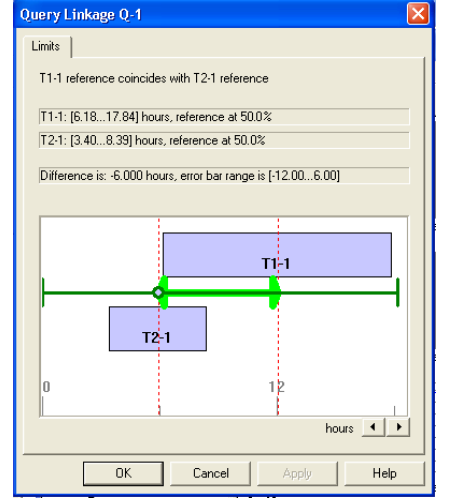 Query Linkage Q-1
Limits
T1-1 reference coincides with T2-1 reference
T1-1: [6.18...17.84] hours, reference at 50.0%
T2-1: [3.40...8.39] hours, reference at 50.0%
Difference is: -6.000 hours, error bar range is [-12.00...6.00]
T1-1
T2-1
0 12
hours
OK Cancel Apply Help